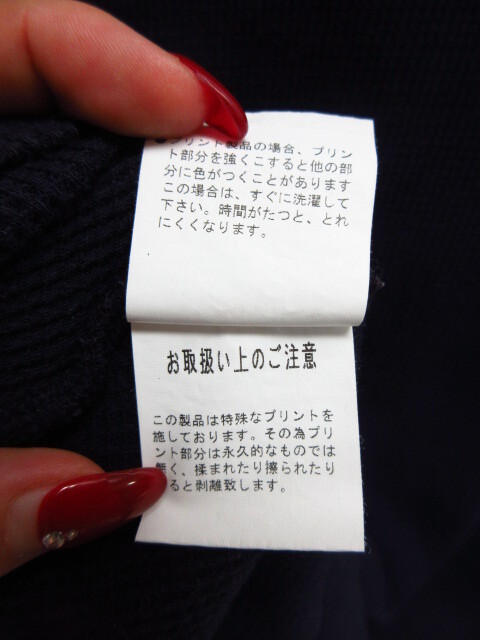 プリント製品の場合、プリン
ト部分を強くこすると他の部
分に色がつくことがあります
この場合は、すぐに洗濯して
下さい。時間がたつと、とれ
にくくなります。
お取扱い上のご注意
この製品は特殊なプリントを
施しております。その為プリ
ント部分は永久的なものでは
無く、揉まれたり擦られたり
ると剥離致します。